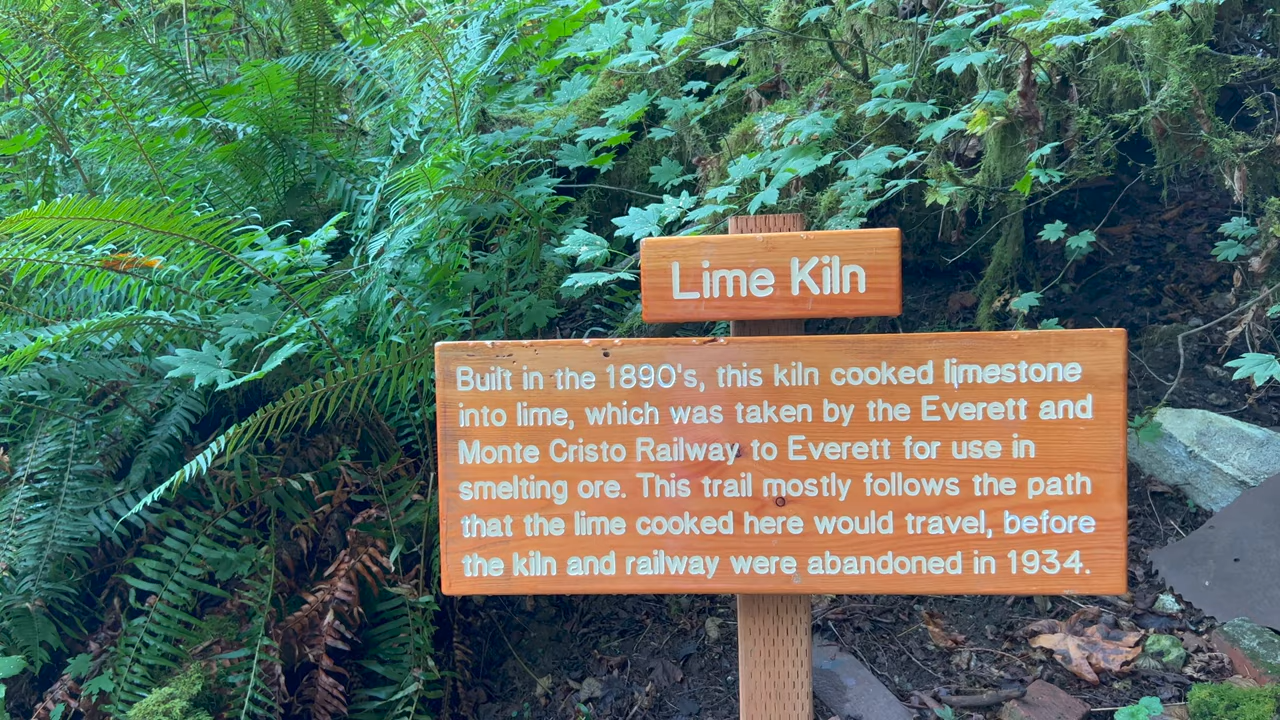 Lime Kiln
Built in the 1890's, this kiln cooked limestone
into lime, which was taken by the Everett and
Monte Cristo Railway to Everett for use in
smelting ore. This trail mostly follows the path
that the lime cooked here would travel, before
the kiln and railway were abandoned in 1934.